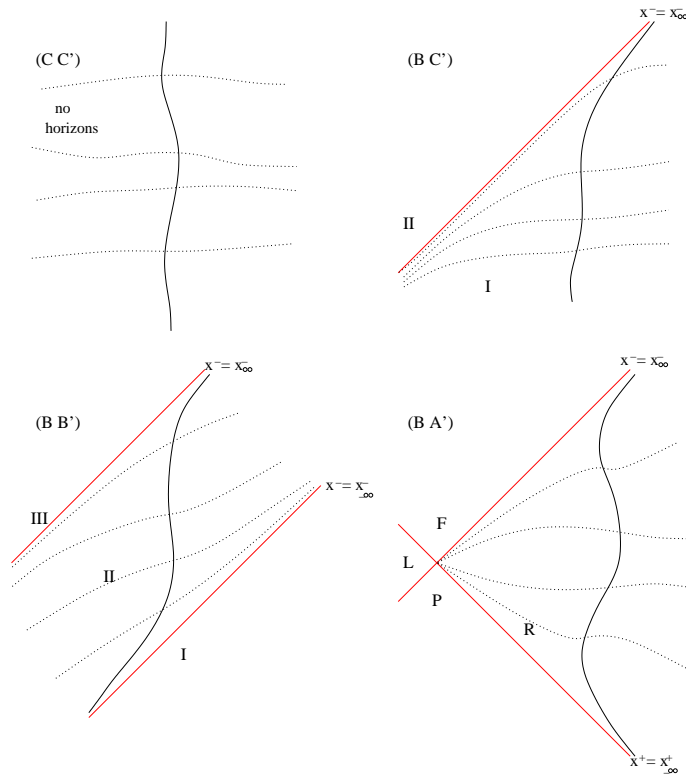 x⁻= x⁻∞
(C C’)
(B C’)
no
horizons
II
I
x⁻= x⁻∞
x⁻= x⁻∞
(B B’)
(B A’)
x⁻= x⁻₋∞
III
F
L
II
P
R
I
x⁺= x⁺₋∞